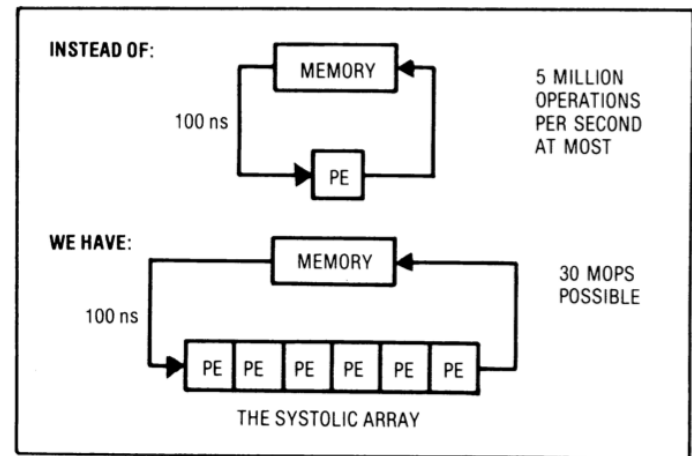 INSTEAD OF:
MEMORY
5 MILLION
OPERATIONS
PER SECOND
AT MOST
100 ns
PE
WE HAVE:
MEMORY
30 MOPS
POSSIBLE
100 ns
PE PE PE PE PE PE
THE SYSTOLIC ARRAY